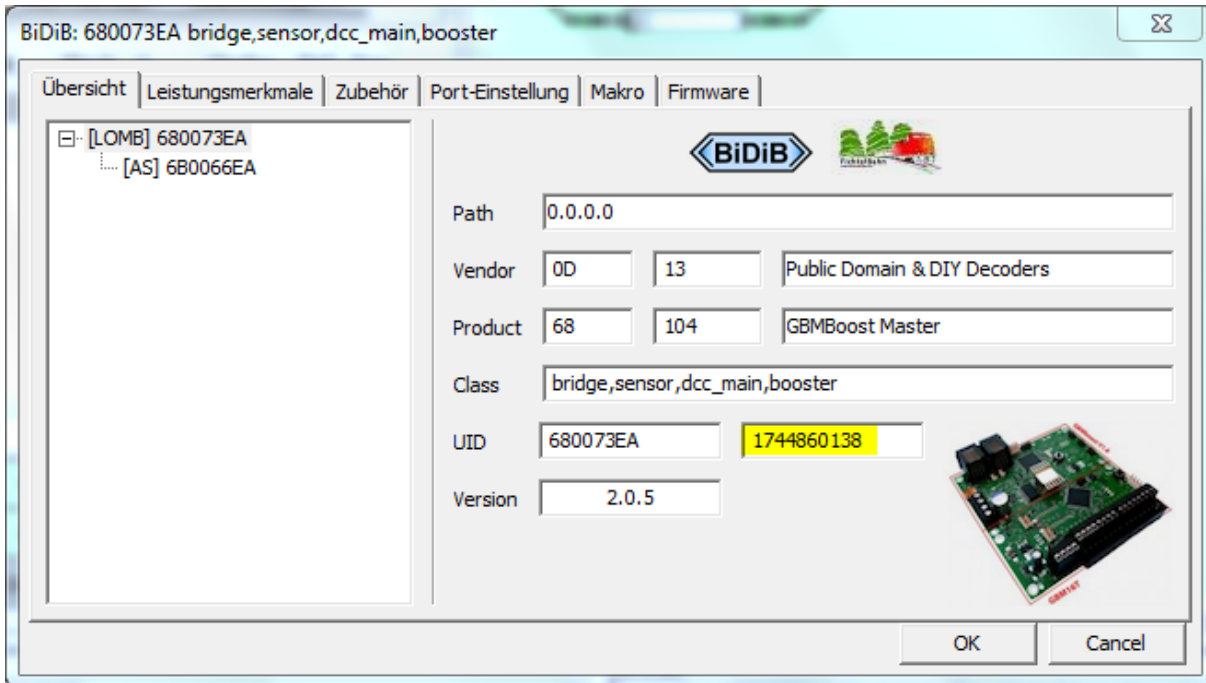 BiDiB: 680073EA bridge,sensor,dcc_main,booster
Übersicht Leistungsmerkmale Zubehör Port-Einstellung Makro Firmware
[LOMB] 680073EA
[AS] 6B0066EA
BiDiB
Fichtelbahn
Path 0.0.0.0
Vendor 0D 13 Public Domain & DIY Decoders
Product 68 104 GBMBoost Master
Class bridge,sensor,dcc_main,booster
UID 680073EA 1744860138
Version 2.0.5
GBM16T
OK Cancel